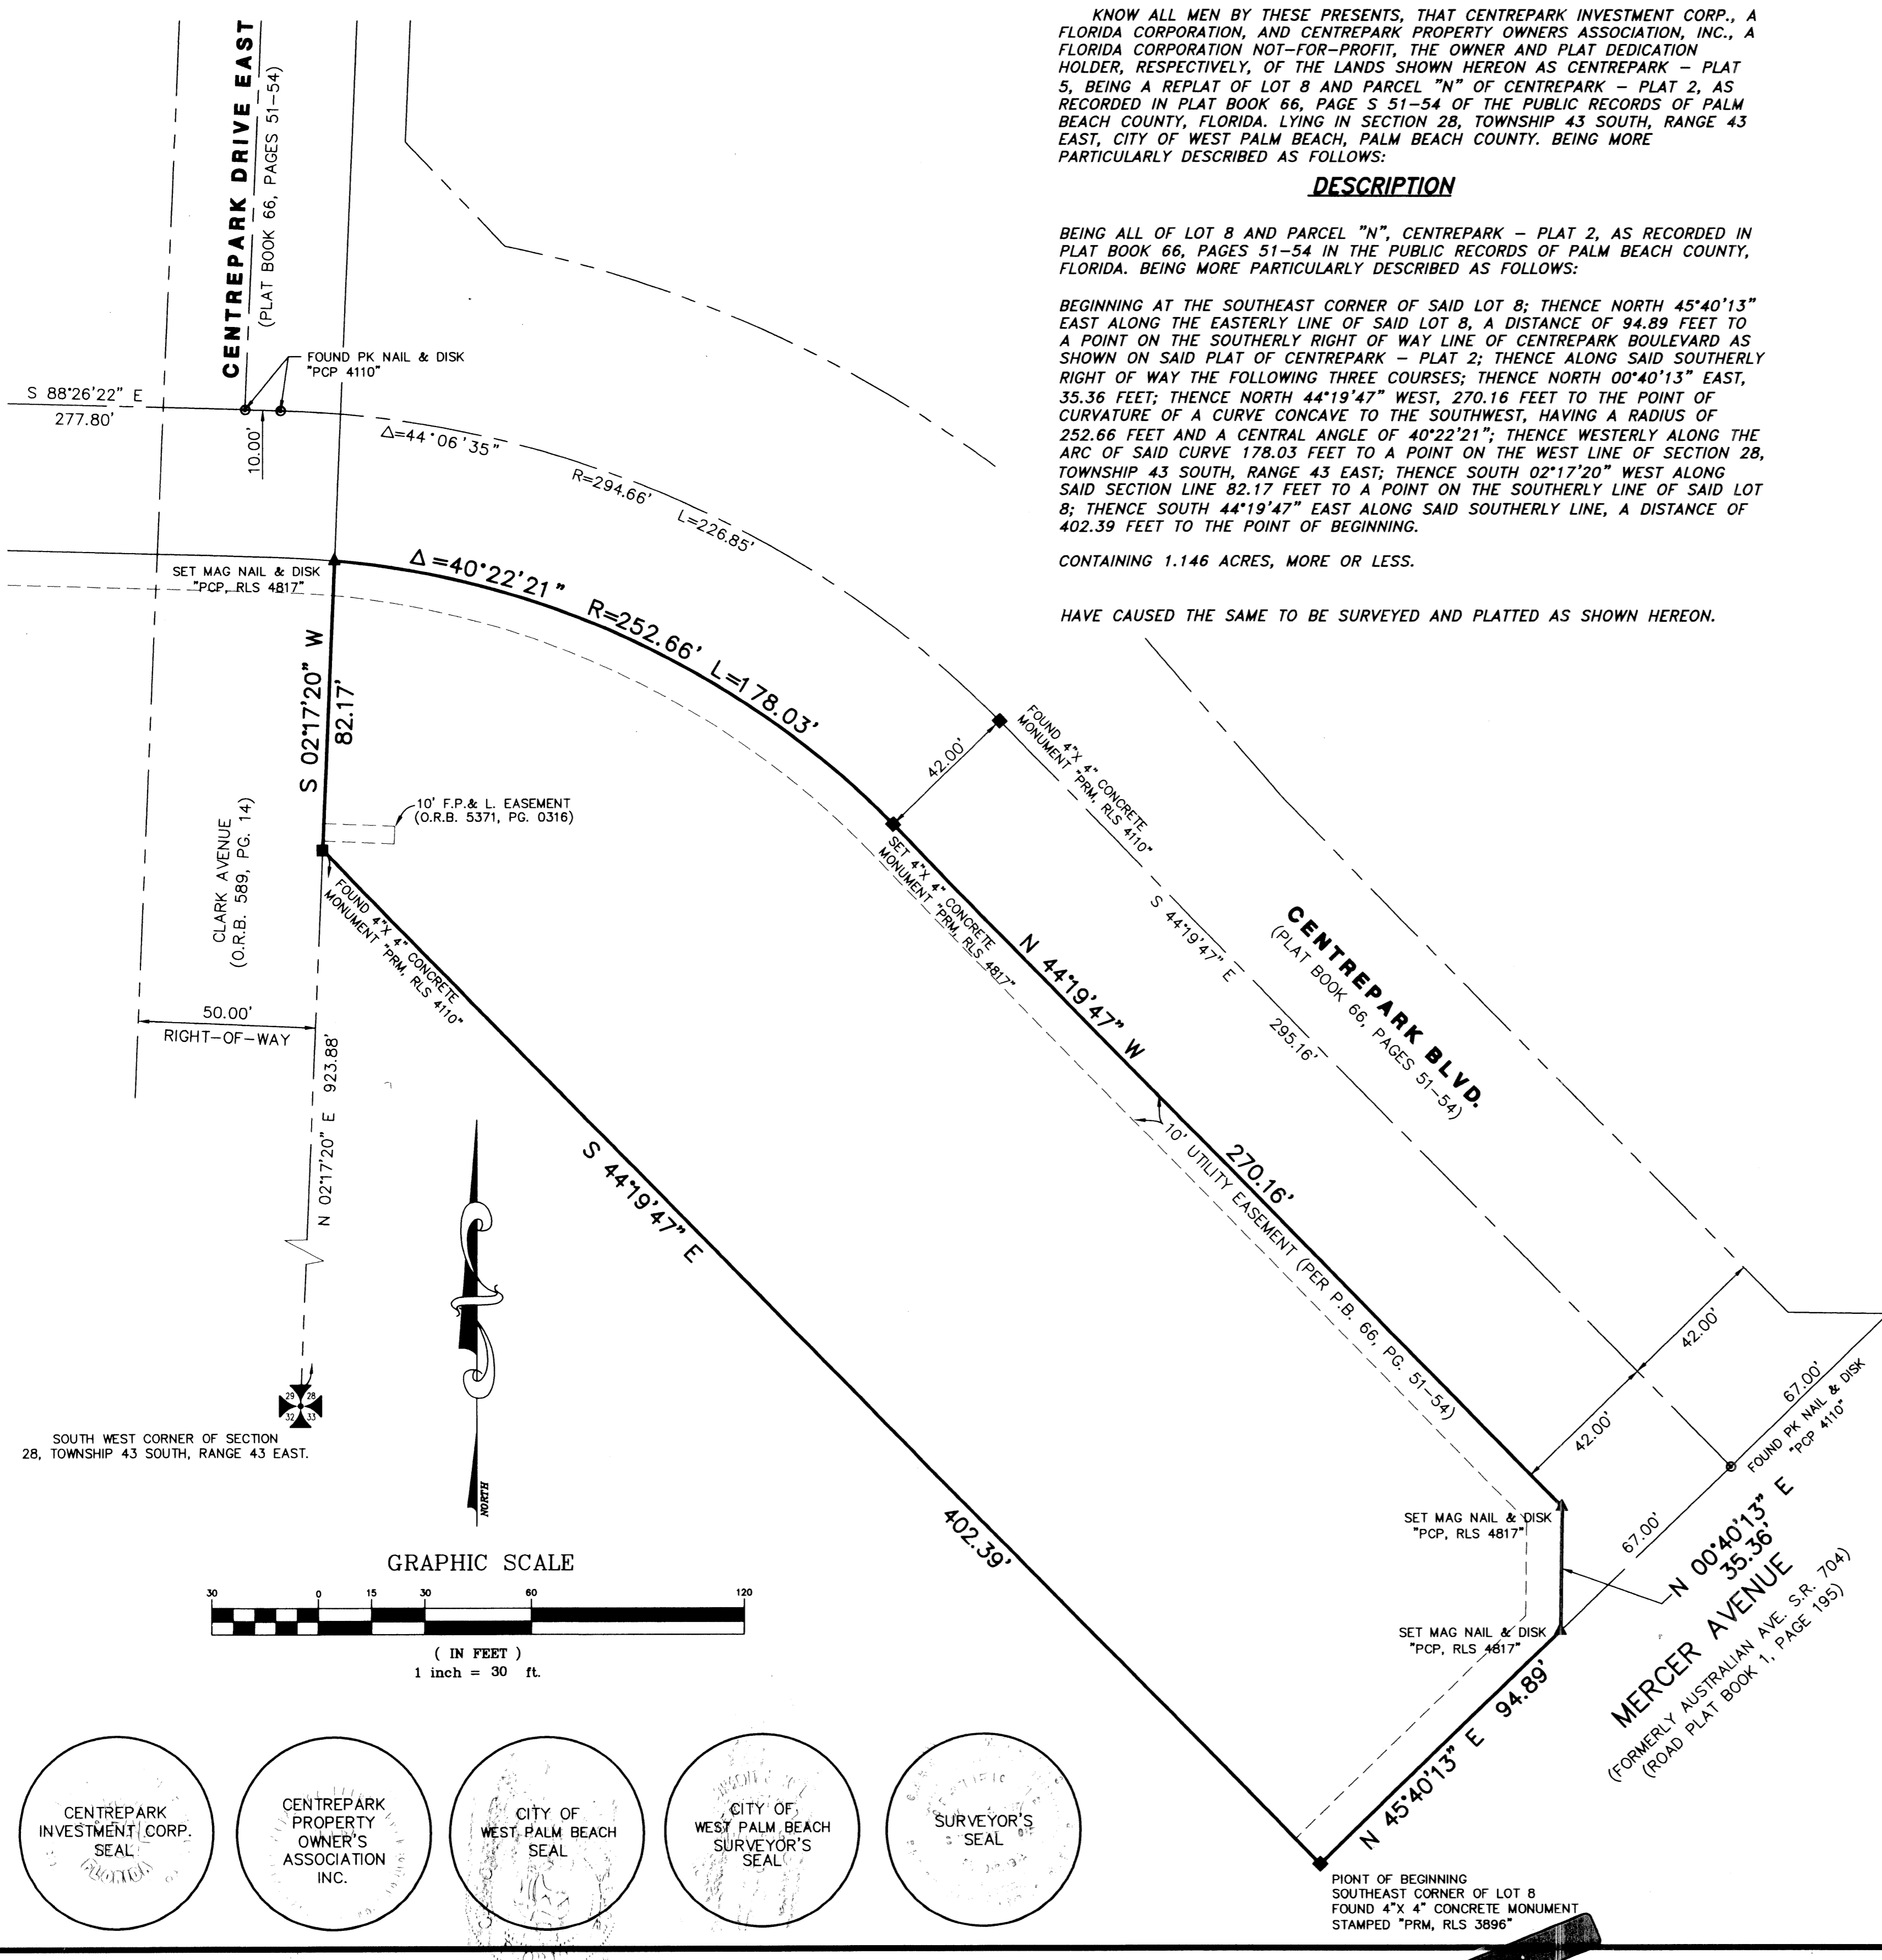 KNOW ALL MEN BY THESE PRESENTS, THAT CENTREPARK INVESTMENT CORP., A
FLORIDA CORPORATION, AND CENTREPARK PROPERTY OWNERS ASSOCIATION, INC., A
FLORIDA CORPORATION NOT-FOR-PROFIT, THE OWNER AND PLAT DEDICATION
HOLDER, RESPECTIVELY, OF THE LANDS SHOWN HEREON AS CENTREPARK - PLAT
5, BEING A REPLAT OF LOT 8 AND PARCEL "N" OF CENTREPARK - PLAT 2, AS
RECORDED IN PLAT BOOK 66, PAGE S 51-54 OF THE PUBLIC RECORDS OF PALM
BEACH COUNTY, FLORIDA. LYING IN SECTION 28, TOWNSHIP 43 SOUTH, RANGE 43
EAST, CITY OF WEST PALM BEACH, PALM BEACH COUNTY. BEING MORE
PARTICULARLY DESCRIBED AS FOLLOWS:
DESCRIPTION
BEING ALL OF LOT 8 AND PARCEL "N", CENTREPARK - PLAT 2, AS RECORDED IN
PLAT BOOK 66, PAGES 51-54 IN THE PUBLIC RECORDS OF PALM BEACH COUNTY,
FLORIDA. BEING MORE PARTICULARLY DESCRIBED AS FOLLOWS:
BEGINNING AT THE SOUTHEAST CORNER OF SAID LOT 8; THENCE NORTH 45°40'13"
EAST ALONG THE EASTERLY LINE OF SAID LOT 8, A DISTANCE OF 94.89 FEET TO
A POINT ON THE SOUTHERLY RIGHT OF WAY LINE OF CENTREPARK BOULEVARD AS
SHOWN ON SAID PLAT OF CENTREPARK - PLAT 2; THENCE ALONG SAID SOUTHERLY
RIGHT OF WAY THE FOLLOWING THREE COURSES; THENCE NORTH 00°40'13" EAST,
35.36 FEET; THENCE NORTH 44°19'47" WEST, 270.16 FEET TO THE POINT OF
CURVATURE OF A CURVE CONCAVE TO THE SOUTHWEST, HAVING A RADIUS OF
252.66 FEET AND A CENTRAL ANGLE OF 40°22'21"; THENCE WESTERLY ALONG THE
ARC OF SAID CURVE 178.03 FEET TO A POINT ON THE WEST LINE OF SECTION 28,
TOWNSHIP 43 SOUTH, RANGE 43 EAST; THENCE SOUTH 02°17'20" WEST ALONG
SAID SECTION LINE 82.17 FEET TO A POINT ON THE SOUTHERLY LINE OF SAID LOT
8; THENCE SOUTH 44°19'47" EAST ALONG SAID SOUTHERLY LINE, A DISTANCE OF
402.39 FEET TO THE POINT OF BEGINNING.
CONTAINING 1.146 ACRES, MORE OR LESS.
HAVE CAUSED THE SAME TO BE SURVEYED AND PLATTED AS SHOWN HEREON.
CENTREPARK DRIVE EAST
(PLAT BOOK 66, PAGES 51-54)
FOUND PK NAIL & DISK
"PCP 4110"
S 88°26'22" E
277.80'
10.00'
Δ=44°06'35"
R=294.66'
L=226.85'
SET MAG NAIL & DISK
"PCP, RLS 4817"
Δ=40°22'21"
R=252.66'
L=178.03'
S 02°17'20" W
82.17'
10' F.P.& L. EASEMENT
(O.R.B. 5371, PG. 0316)
CLARK AVENUE
(O.R.B. 589, PG. 14)
FOUND 4"X 4" CONCRETE
MONUMENT "PRM, RLS 4110"
50.00'
RIGHT-OF-WAY
N 02°17'20" E 923.88'
42.00'
FOUND 4"X 4" CONCRETE
MONUMENT "PRM, RLS 4110"
SET 4"X 4" CONCRETE
MONUMENT "PRM, RLS 4817"
S 44°19'47" E
295.16'
CENTREPARK BLVD.
(PLAT BOOK 66, PAGES 51-54)
N 44°19'47" W
270.16'
10' UTILITY EASEMENT (PER P.B. 66, PG. 51-54)
S 44°19'47" E
402.39'
29 28
32 33
SOUTH WEST CORNER OF SECTION
28, TOWNSHIP 43 SOUTH, RANGE 43 EAST.
NORTH
42.00'
42.00'
67.00'
67.00'
FOUND PK NAIL & DISK
"PCP 4110"
SET MAG NAIL & DISK
"PCP, RLS 4817"
N 00°40'13" E
35.36'
MERCER AVENUE
(FORMERLY AUSTRALIAN AVE. S.R. 704)
(ROAD PLAT BOOK 1, PAGE 195)
SET MAG NAIL & DISK
"PCP, RLS 4817"
N 45°40'13" E 94.89'
PIONT OF BEGINNING
SOUTHEAST CORNER OF LOT 8
FOUND 4"X 4" CONCRETE MONUMENT
STAMPED "PRM, RLS 3896"
GRAPHIC SCALE
30 0 15 30 60 120
( IN FEET )
1 inch = 30 ft.
CENTREPARK
INVESTMENT CORP.
SEAL
CENTREPARK
PROPERTY
OWNER'S
ASSOCIATION
INC.
CITY OF
WEST PALM BEACH
SEAL
CITY OF
WEST PALM BEACH
SURVEYOR'S
SEAL
SURVEYOR'S
SEAL